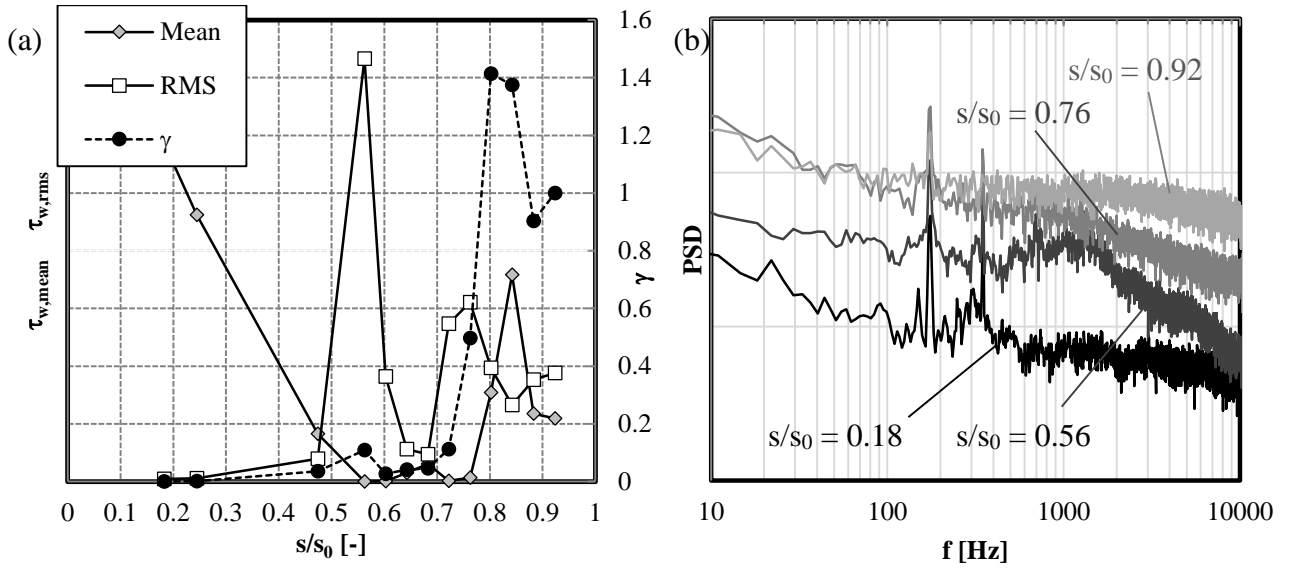 (a)
Mean
RMS
γ
τw,mean τw,rms
0
0.2
0.4
0.6
0.8
1
1.2
1.4
1.6
γ
0 0.1 0.2 0.3 0.4 0.5 0.6 0.7 0.8 0.9 1
s/s0 [-]
(b)
s/s0 = 0.92
s/s0 = 0.76
s/s0 = 0.18
s/s0 = 0.56
PSD
10 100 1000 10000
f [Hz]